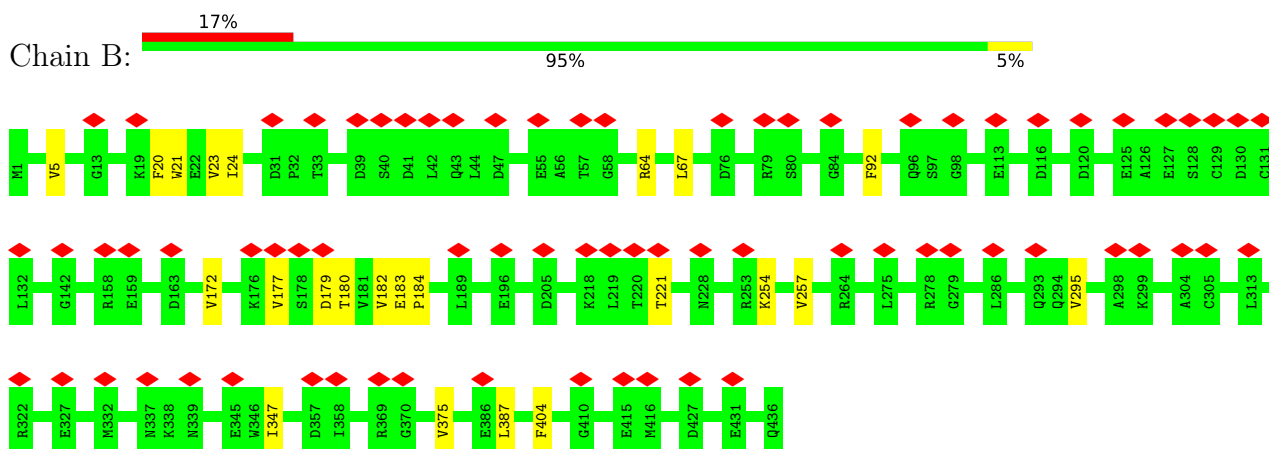 17%
Chain B:
95% 5%
M1 V5 G13 K19 F20 W21 E22 V23 I24 D31 P32 T33 D39 S40 D41 L42 Q43 L44 D47 E55 A56 T57 G58 R64 L67 D76 R79 S80 G84 F92 Q96 S97 G98 E113 D116 D120 E125 A126 E127 S128 C129 D130 C131
L132 G142 R158 E159 D163 V172 K176 V177 S178 D179 T180 V181 V182 E183 P184 L189 E196 D205 K218 L219 T220 T221 N228 R253 K254 V257 R264 L275 R278 G279 L286 Q293 Q294 V295 A298 K299 A304 C305 L313
R322 E327 M332 N337 K338 N339 E345 W346 I347 D357 I358 R369 G370 V375 E386 L387 F404 G410 E415 M416 D427 E431 Q436